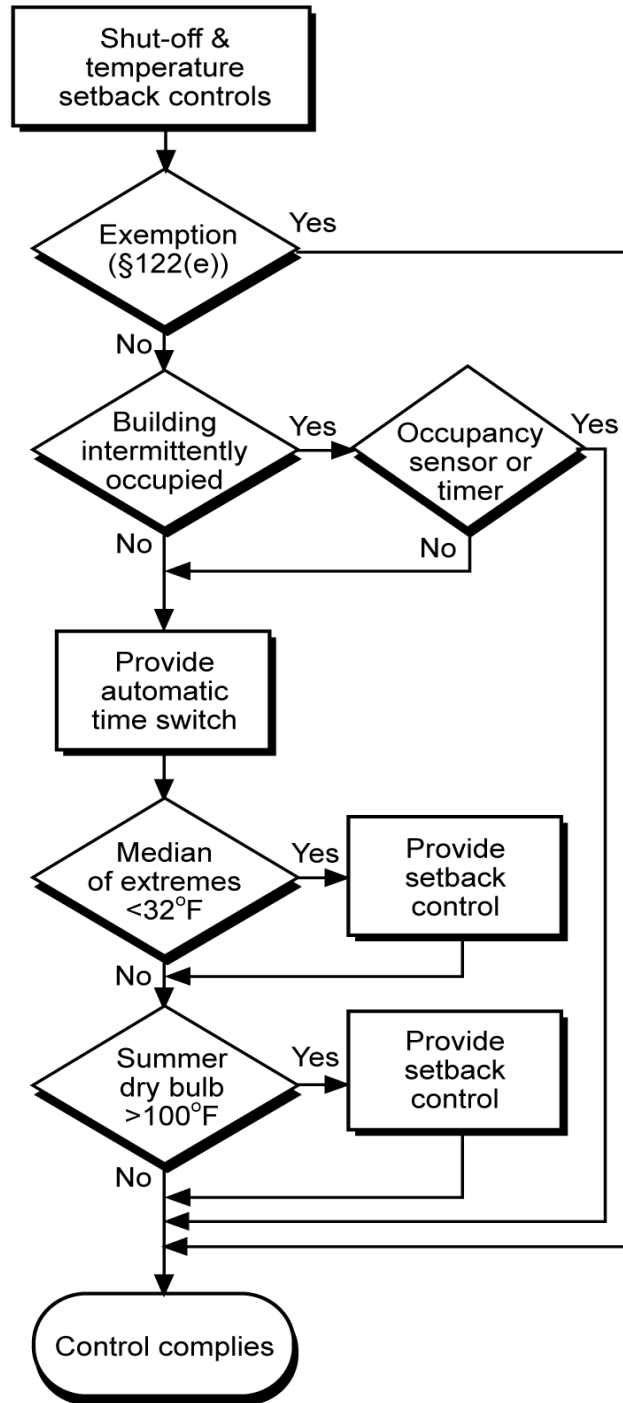 Shut-off &
temperature
setback controls
Exemption
(§122(e))
Yes
No
Building
intermittently
occupied
Yes
Occupancy
sensor or
timer
Yes
No
No
Provide
automatic
time switch
Median
of extremes
<32°F
Yes
Provide
setback
control
No
Summer
dry bulb
>100°F
Yes
Provide
setback
control
No
Control complies